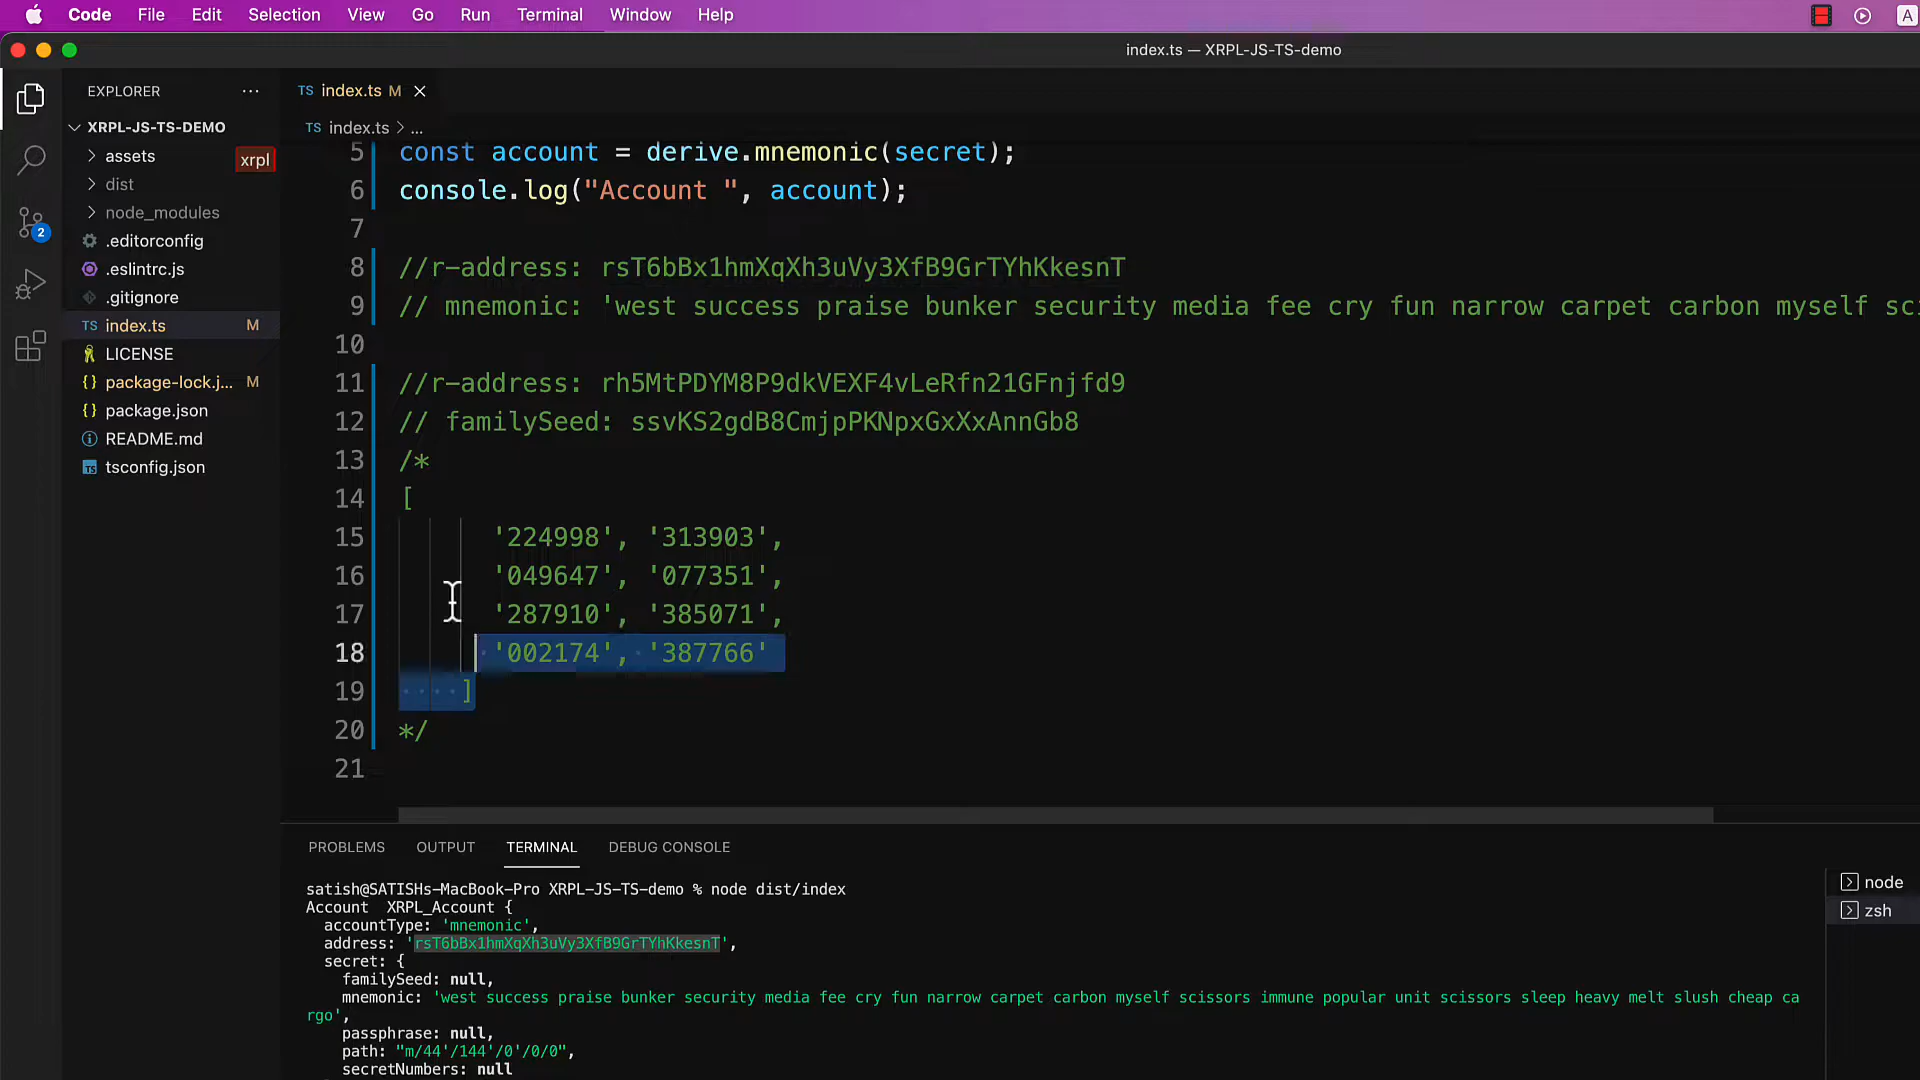 Code File Edit Selection View Go Run Terminal Window Help A
index.ts — XRPL-JS-TS-demo
EXPLORER ···
XRPL-JS-TS-DEMO
assets
xrpl
dist
node_modules
.editorconfig
.eslintrc.js
.gitignore
TS index.ts M
LICENSE
{} package-lock.j... M
{} package.json
README.md
TS tsconfig.json
2
TS index.ts M ×
TS index.ts > ...
5 const account = derive.mnemonic(secret);
6 console.log("Account ", account);
7
8 //r-address: rsT6bBx1hmXqXh3uVy3XfB9GrTYhKkesnT
9 // mnemonic: 'west success praise bunker security media fee cry fun narrow carpet carbon myself sci
10
11 //r-address: rh5MtPDYM8P9dkVEXF4vLeRfn21GFnjfd9
12 // familySeed: ssvKS2gdB8CmjpPKNpxGxXxAnnGb8
13 /*
14 [
15 '224998', '313903',
16 '049647', '077351',
17 '287910', '385071',
18 '002174', '387766'
19 ]
20 */
21
PROBLEMS OUTPUT TERMINAL DEBUG CONSOLE
satish@SATISHs-MacBook-Pro XRPL-JS-TS-demo % node dist/index
Account  XRPL_Account {
accountType: 'mnemonic',
address: 'rsT6bBx1hmXqXh3uVy3XfB9GrTYhKkesnT',
secret: {
familySeed: null,
mnemonic: 'west success praise bunker security media fee cry fun narrow carpet carbon myself scissors immune popular unit scissors sleep heavy melt slush cheap ca
rgo',
passphrase: null,
path: "m/44'/144'/0'/0/0",
secretNumbers: null
node
zsh